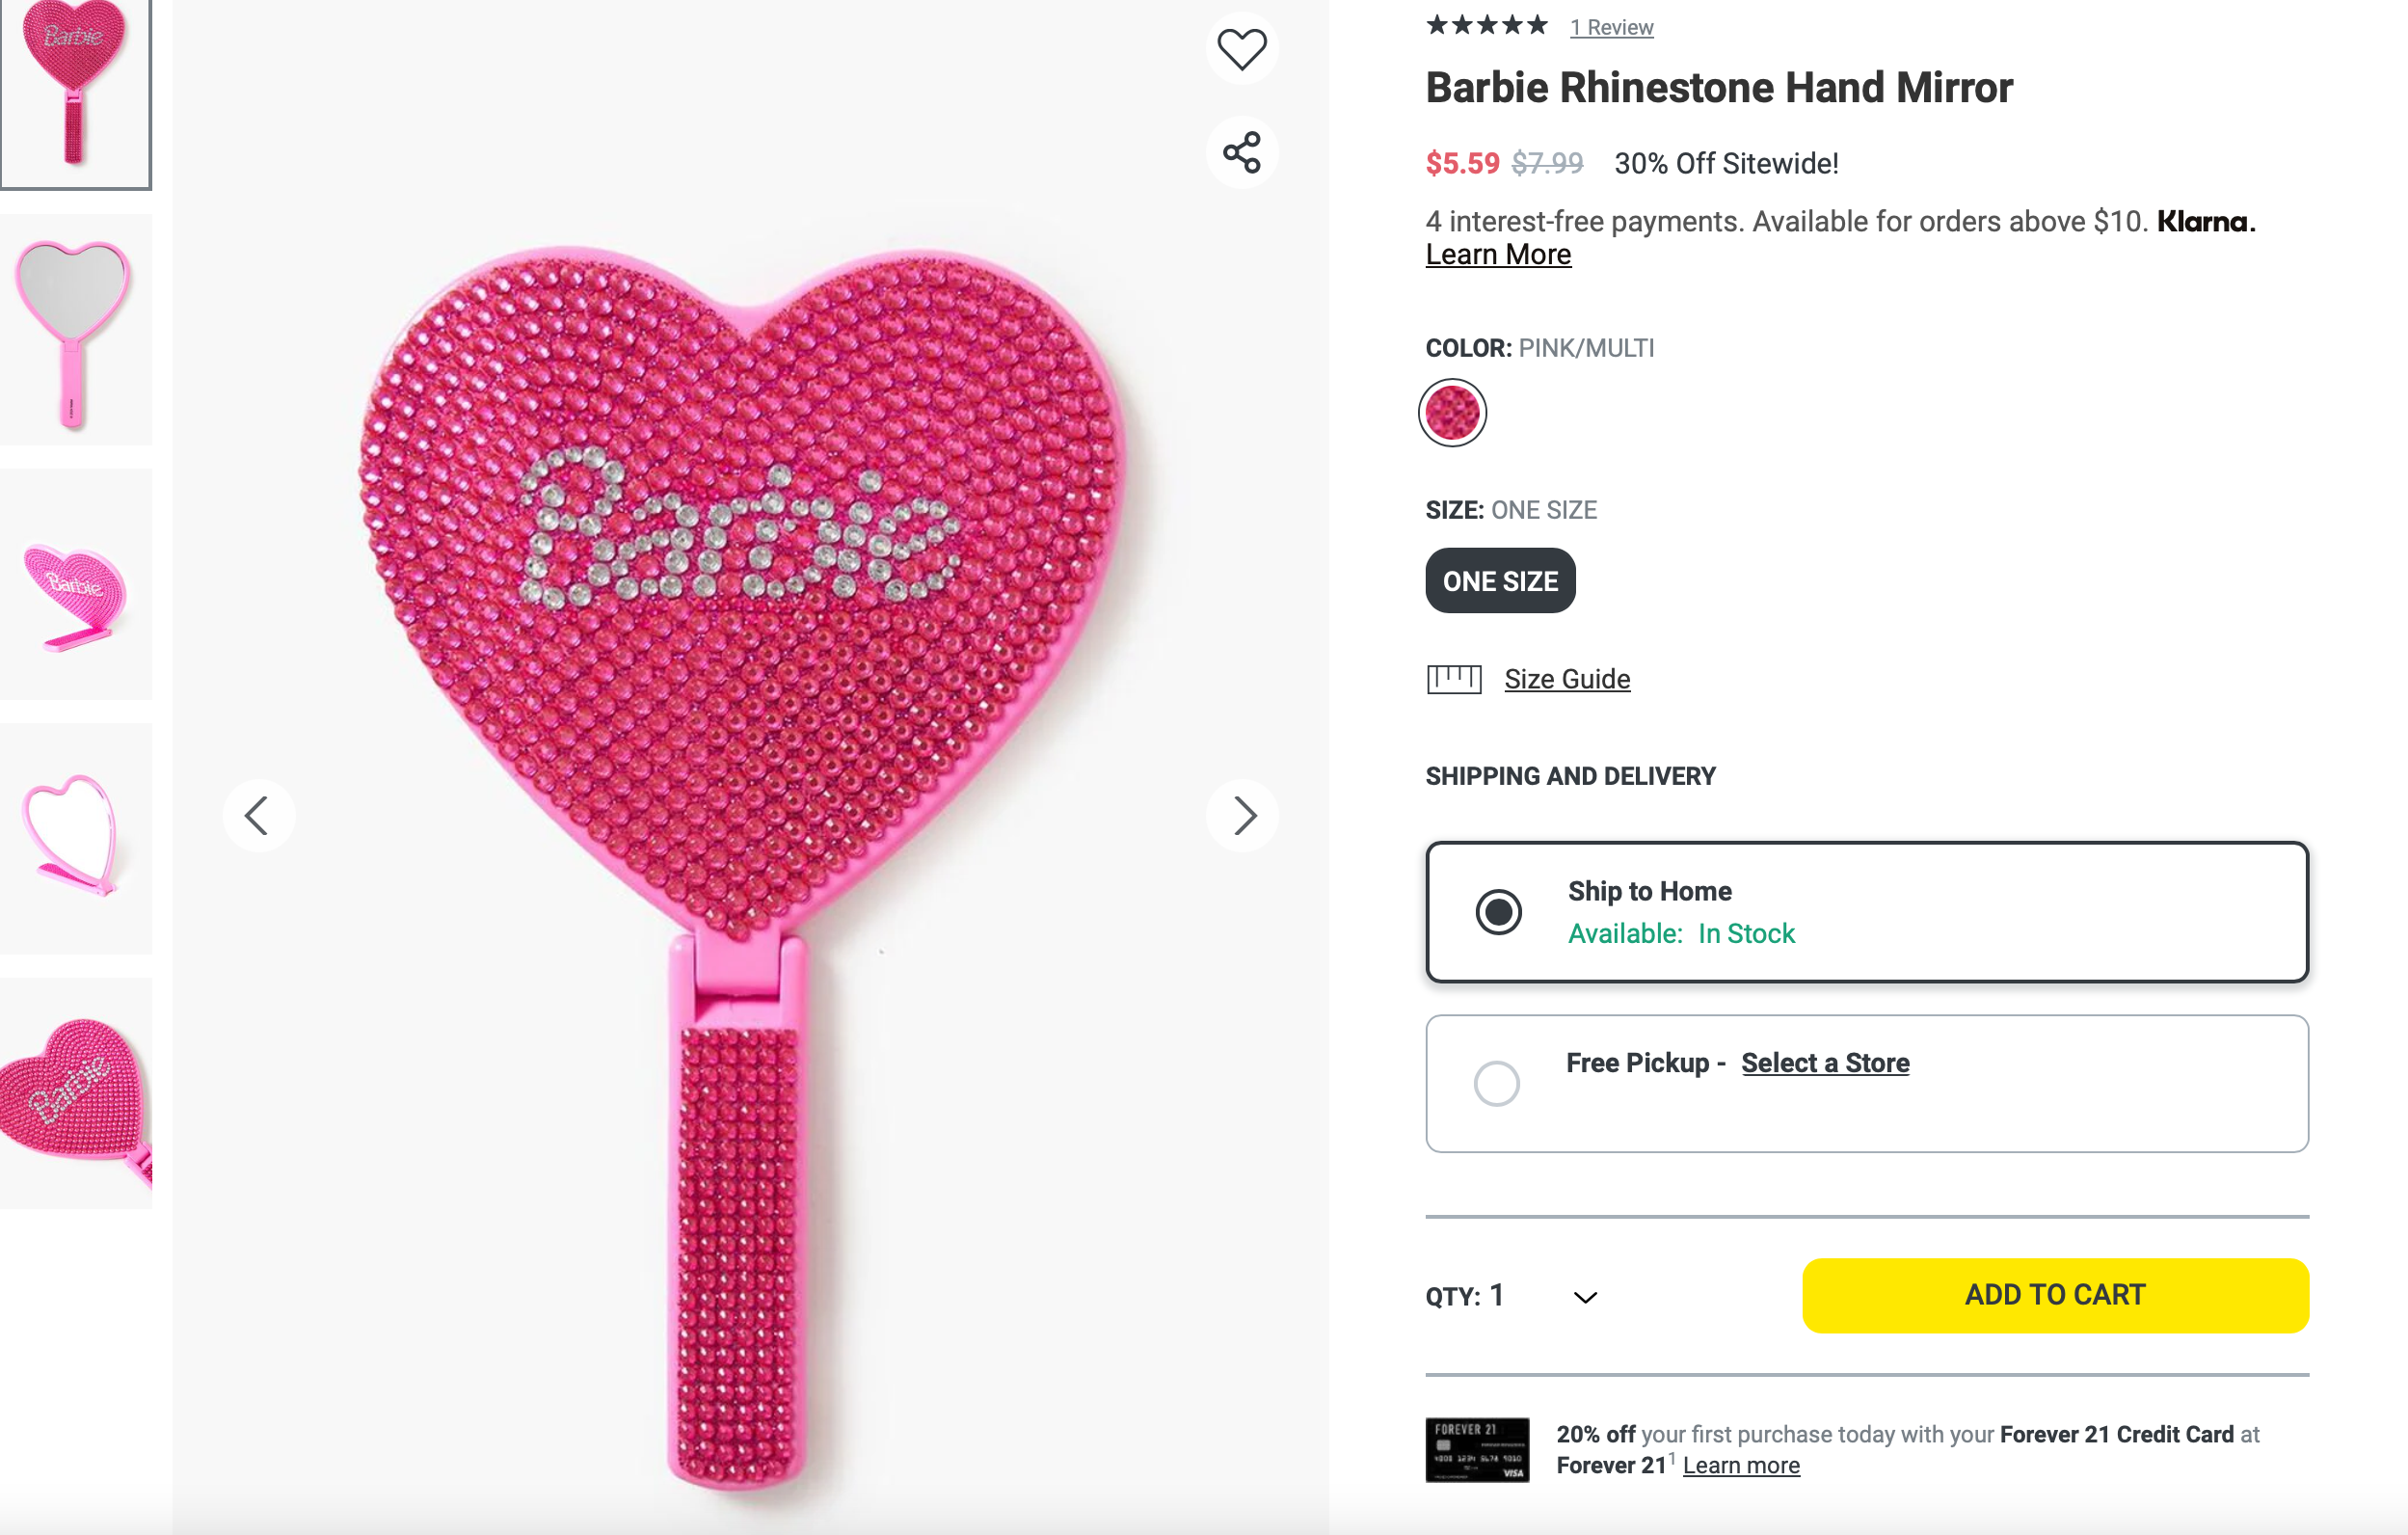 Barbie
Barbie
Barbie
Barbie
1 Review
Barbie Rhinestone Hand Mirror
$5.59 $7.99 30% Off Sitewide!
4 interest-free payments. Available for orders above $10. Klarna.
Learn More
COLOR: PINK/MULTI
SIZE: ONE SIZE
ONE SIZE
Size Guide
SHIPPING AND DELIVERY
Ship to Home
Available: In Stock
Free Pickup - Select a Store
QTY: 1
ADD TO CART
FOREVER 21
VISA
20% off your first purchase today with your Forever 21 Credit Card at
Forever 21¹ Learn more